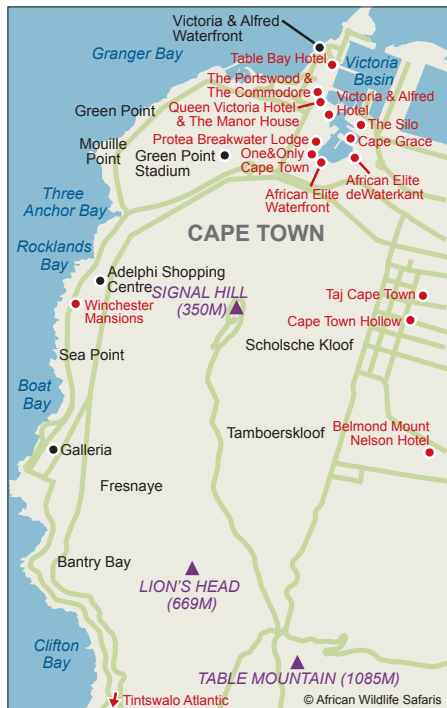 Victoria & Alfred
Waterfront
Granger Bay
Table Bay Hotel
Victoria
Basin
The Portswood &
The Commodore
Green Point
Queen Victoria Hotel
& The Manor House
Victoria & Alfred
Hotel
The Silo
Mouille
Point
Protea Breakwater Lodge
Cape Grace
Green Point
Stadium
One&Only
Cape Town
African Elite
Waterfront
African Elite
deWaterkant
Three
Anchor Bay
CAPE TOWN
Rocklands
Bay
Adelphi Shopping
Centre
SIGNAL HILL
(350M)
Winchester
Mansions
Taj Cape Town
Cape Town Hollow
Scholsche Kloof
Sea Point
Boat
Bay
Tamboerskloof
Belmond Mount
Nelson Hotel
Galleria
Fresnaye
Bantry Bay
LION'S HEAD
(669M)
Clifton
Bay
TABLE MOUNTAIN (1085M)
Tintswalo Atlantic
© African Wildlife Safaris